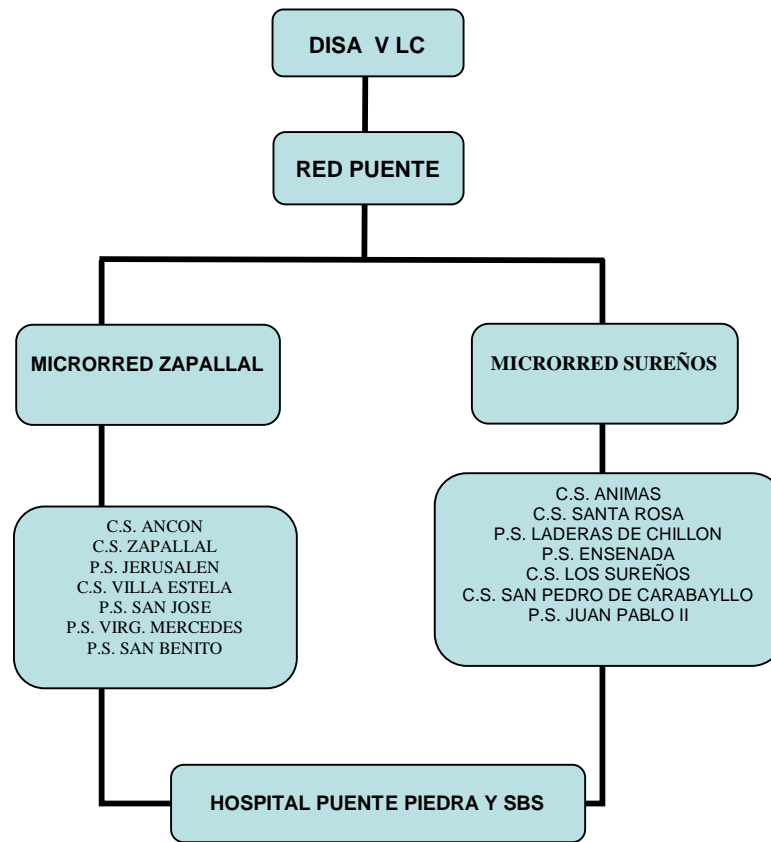 DISA V LC
RED PUENTE
MICRORRED ZAPALLAL
MICRORRED SUREÑOS
C.S. ANCON
C.S. ZAPALLAL
P.S. JERUSALEN
C.S. VILLA ESTELA
P.S. SAN JOSE
P.S. VIRG. MERCEDES
P.S. SAN BENITO
C.S. ANIMAS
C.S. SANTA ROSA
P.S. LADERAS DE CHILLON
P.S. ENSENADA
C.S. LOS SUREÑOS
C.S. SAN PEDRO DE CARABAYLLO
P.S. JUAN PABLO II
HOSPITAL PUENTE PIEDRA Y SBS